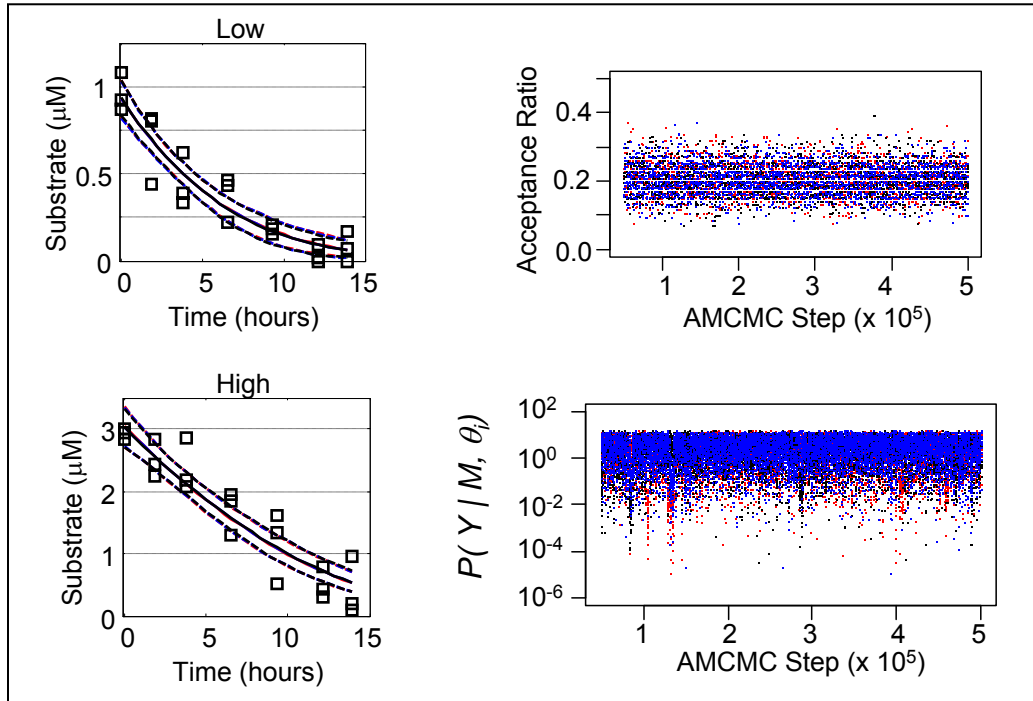 Low
Substrate (μM)
1
0.5
0
0 5 10 15
Time (hours)
Acceptance Ratio
0.4
0.2
0.0
1 2 3 4 5
AMCMC Step (x 10⁵)
High
Substrate (μM)
3
2
1
0
0 5 10 15
Time (hours)
P( Y | M, θᵢ)
10²
10⁰
10⁻²
10⁻⁴
10⁻⁶
1 2 3 4 5
AMCMC Step (x 10⁵)